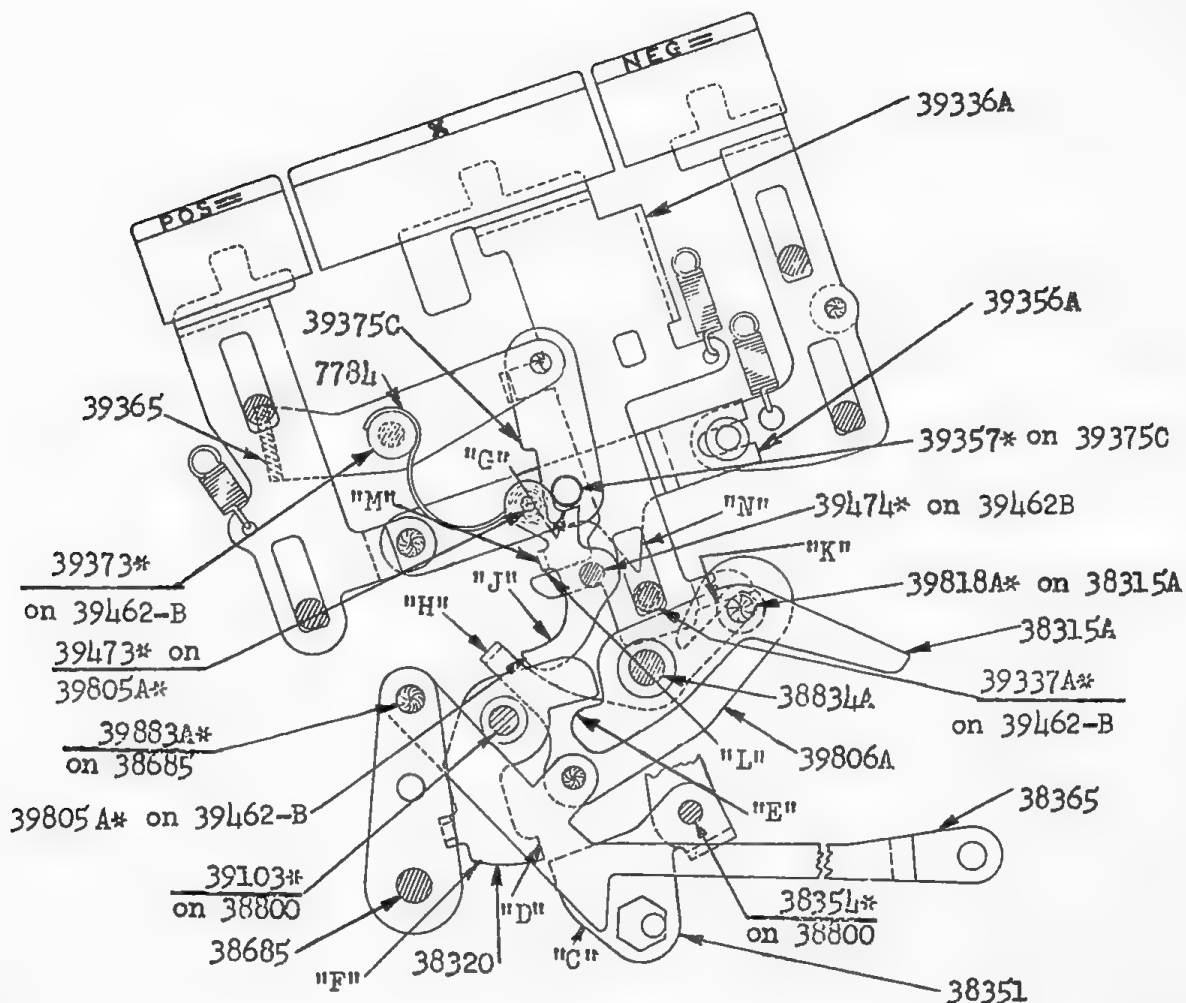 NEG=
X
POS=
39336A
39356A
39375C
7784
39365
"G"
39357* on 39375C
"M"
"N"
39474* on 39462B
"K"
39373*
on 39462-B
"J"
39818A* on 38315A
"H"
38315A
39473* on
39805A*
38834A
39337A*
on 39462-B
39883A*
on 38685
"L"
39806A
39805A* on 39462-B
"E"
38365
39103*
on 38800
"D"
38354*
on 38800
38685
"F"
38320
"C"
38351